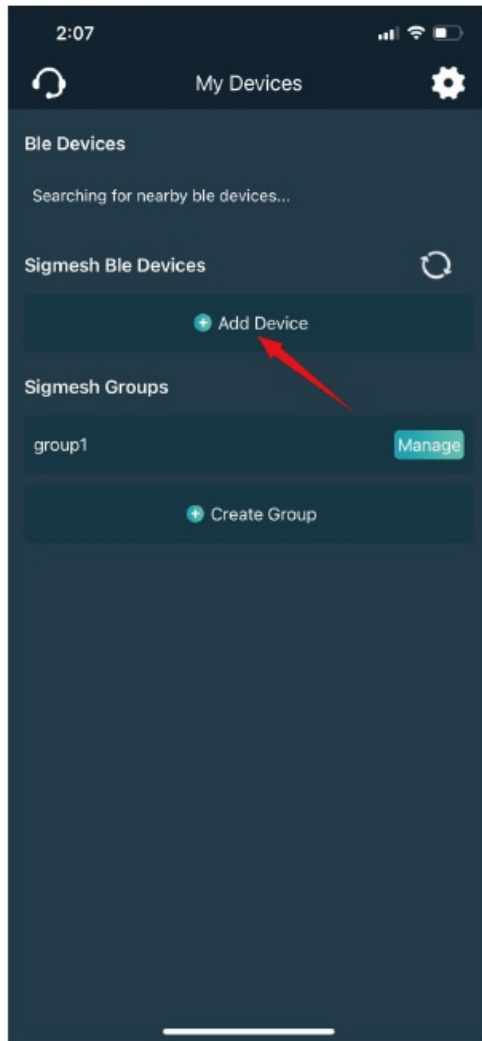 2:07
My Devices
Ble Devices
Searching for nearby ble devices...
Sigmesh Ble Devices
Add Device
Sigmesh Groups
group1
Manage
Create Group